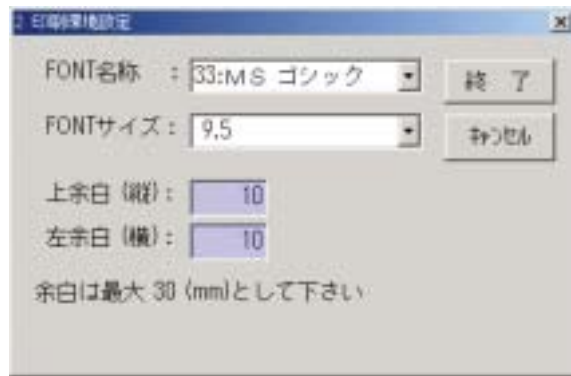 印刷環境設定
FONT名称 : 33:MS ゴシック
終 了
FONTサイズ: 9.5
キャンセル
上余白 (縦): 10
左余白 (横): 10
余白は最大 30 (mm)として下さい